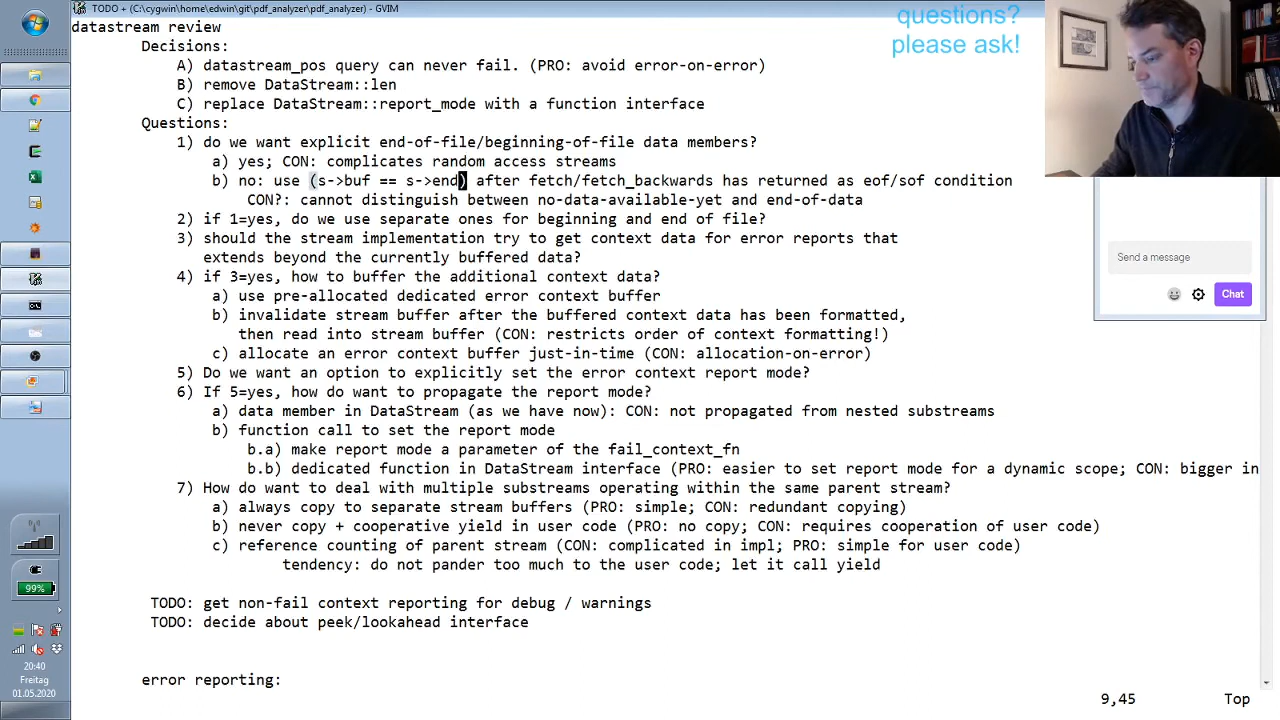 TODO + (C:\cygwin\home\edwin\git\pdf_analyzer\pdf_analyzer) - GVIM
datastream review
Decisions:
A) datastream_pos query can never fail. (PRO: avoid error-on-error)
B) remove DataStream::len
C) replace DataStream::report_mode with a function interface
Questions:
1) do we want explicit end-of-file/beginning-of-file data members?
a) yes; CON: complicates random access streams
b) no: use (s->buf == s->end) after fetch/fetch_backwards has returned as eof/sof condition
CON?: cannot distinguish between no-data-available-yet and end-of-data
2) if 1=yes, do we use separate ones for beginning and end of file?
3) should the stream implementation try to get context data for error reports that
extends beyond the currently buffered data?
4) if 3=yes, how to buffer the additional context data?
a) use pre-allocated dedicated error context buffer
b) invalidate stream buffer after the buffered context data has been formatted,
then read into stream buffer (CON: restricts order of context formatting!)
c) allocate an error context buffer just-in-time (CON: allocation-on-error)
5) Do we want an option to explicitly set the error context report mode?
6) If 5=yes, how do want to propagate the report mode?
a) data member in DataStream (as we have now): CON: not propagated from nested substreams
b) function call to set the report mode
b.a) make report mode a parameter of the fail_context_fn
b.b) dedicated function in DataStream interface (PRO: easier to set report mode for a dynamic scope; CON: bigger in
7) How do want to deal with multiple substreams operating within the same parent stream?
a) always copy to separate stream buffers (PRO: simple; CON: redundant copying)
b) never copy + cooperative yield in user code (PRO: no copy; CON: requires cooperation of user code)
c) reference counting of parent stream (CON: complicated in impl; PRO: simple for user code)
tendency: do not pander too much to the user code; let it call yield
TODO: get non-fail context reporting for debug / warnings
TODO: decide about peek/lookahead interface
error reporting:
9,45 Top
questions?
please ask!
Send a message
Chat
99%
20:40
Freitag
01.05.2020